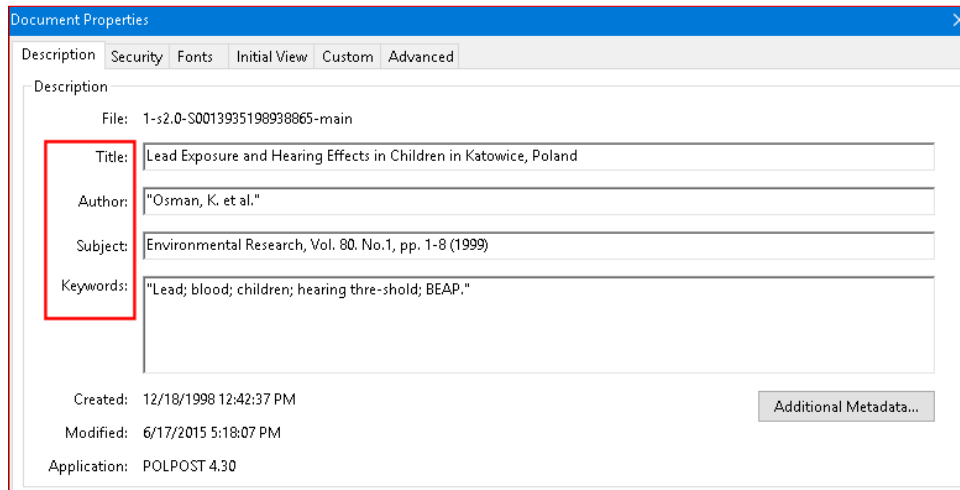 Document Properties
Description Security Fonts Initial View Custom Advanced
Description
File: 1-s2.0-S0013935198938865-main
Title: Lead Exposure and Hearing Effects in Children in Katowice, Poland
Author: "Osman, K. et al."
Subject: Environmental Research, Vol. 80. No.1, pp. 1-8 (1999)
Keywords: "Lead; blood; children; hearing thre-shold; BEAP."
Created: 12/18/1998 12:42:37 PM
Additional Metadata...
Modified: 6/17/2015 5:18:07 PM
Application: POLPOST 4.30